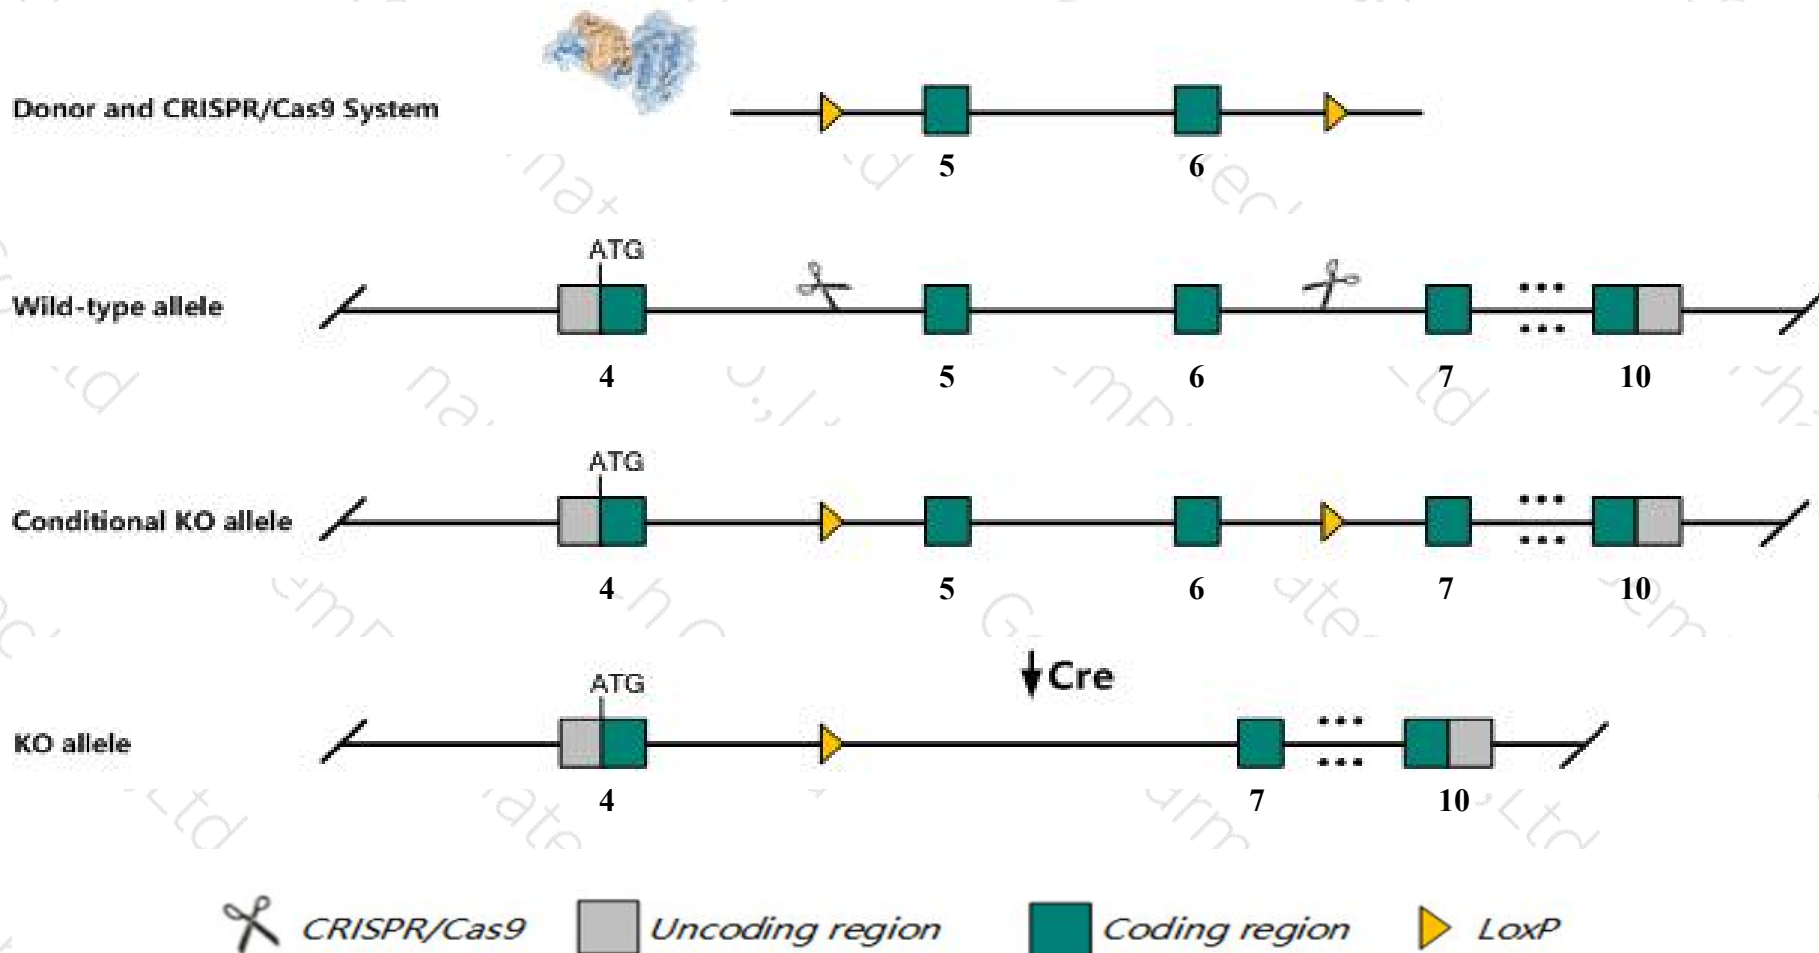 Donor and CRISPR/Cas9 System
5 6
ATG
Wild-type allele
4 5 6 7 10
ATG
Conditional KO allele
4 5 6 7 10
Cre
ATG
KO allele
4 7 10
CRISPR/Cas9 Uncoding region Coding region LoxP